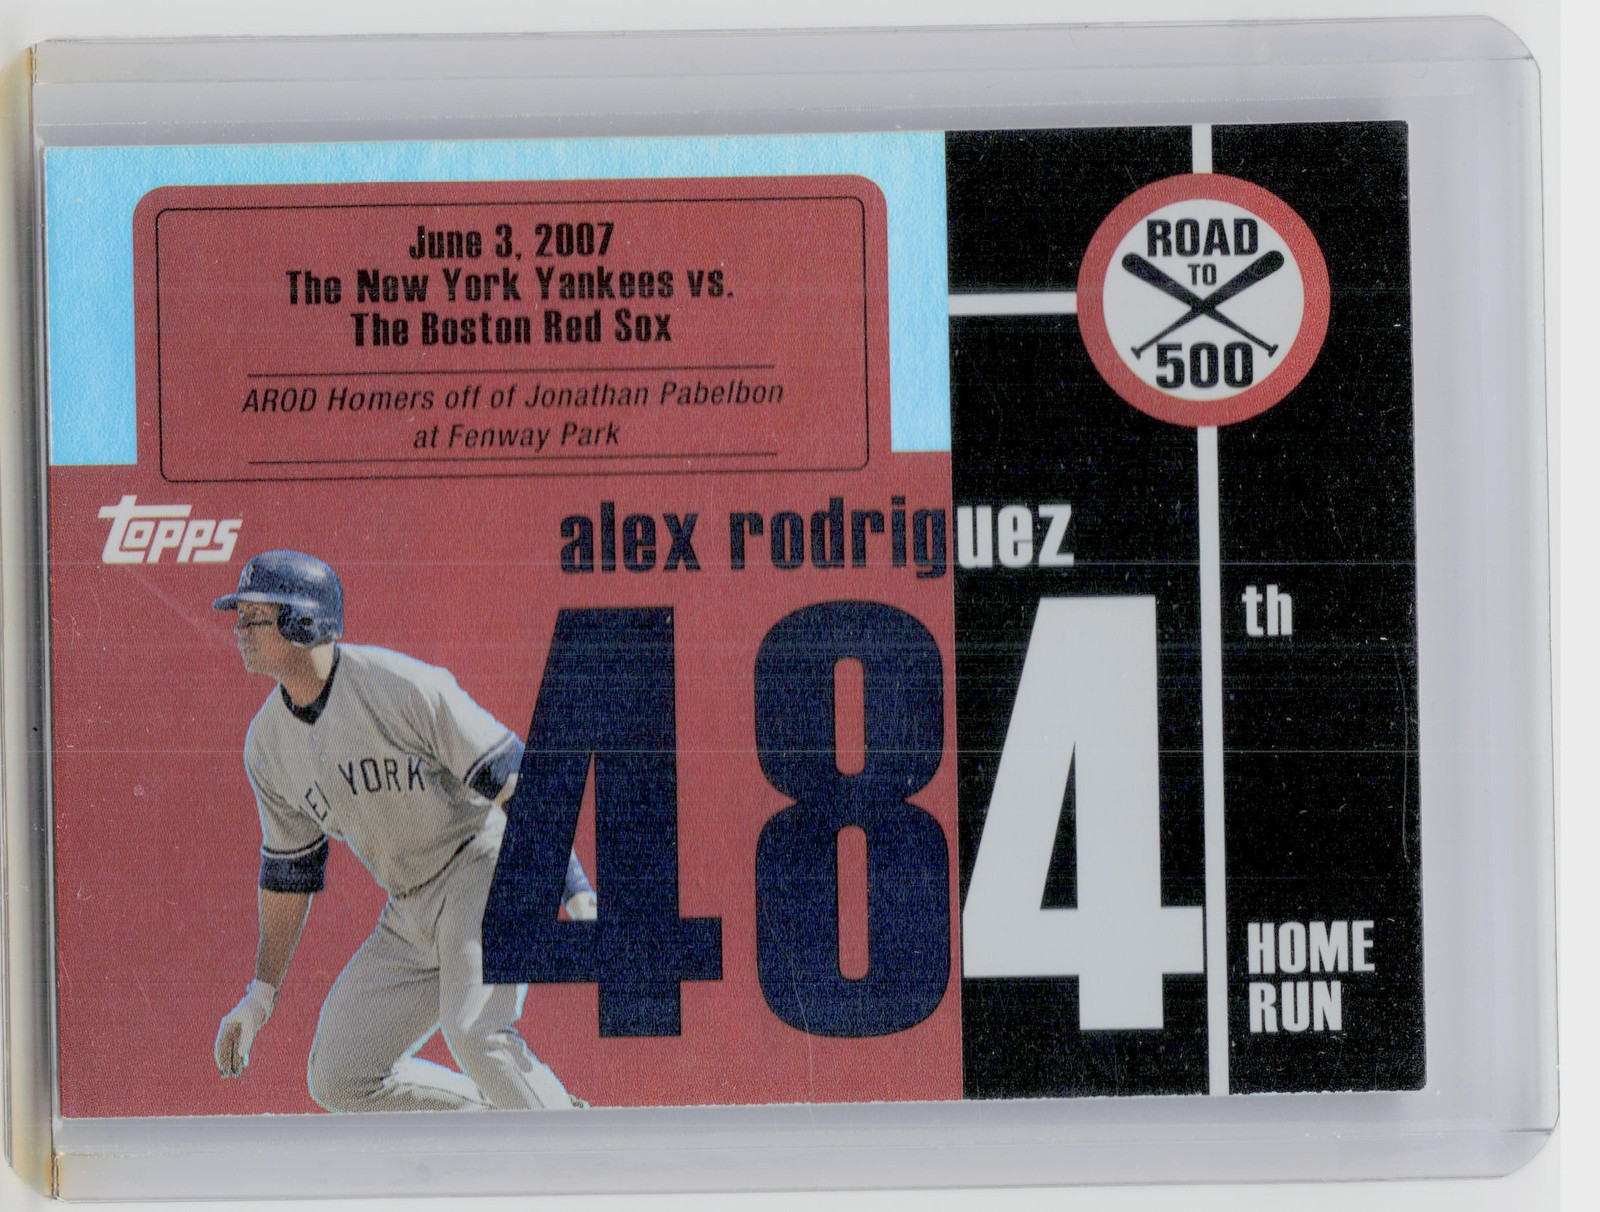 June 3, 2007
The New York Yankees vs.
The Boston Red Sox
AROD Homers off of Jonathan Pabelbon
at Fenway Park
ROAD
TO
500
topps
alex rodriguez
484
th
HOME
RUN
YORK